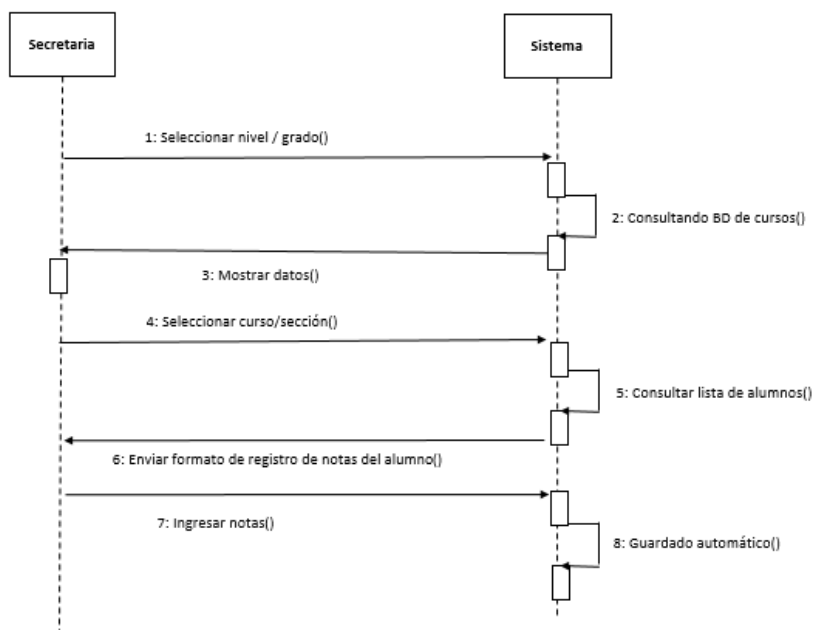 Secretaria
Sistema
1: Seleccionar nivel / grado()
2: Consultando BD de cursos()
3: Mostrar datos()
4: Seleccionar curso/sección()
5: Consultar lista de alumnos()
6: Enviar formato de registro de notas del alumno()
7: Ingresar notas()
8: Guardado automático()